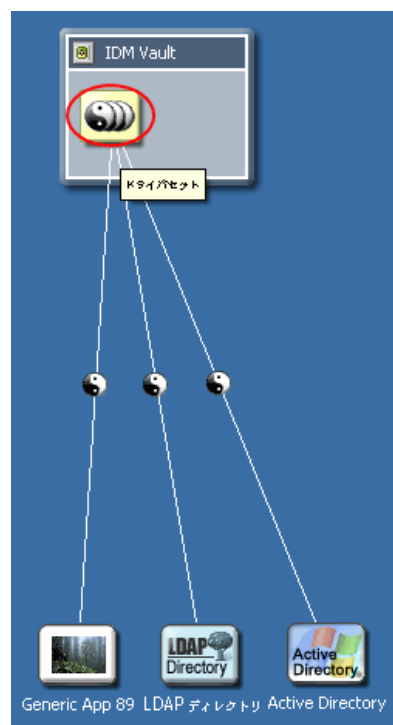 IDM Vault
ドライバセット
LDAP
Directory
Active
Directory
Generic App 89
LDAP ディレクトリ
Active Directory